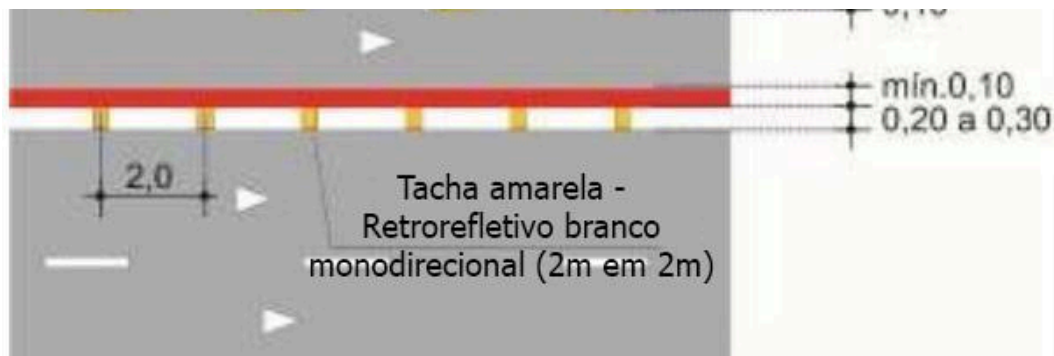 mín.0,10
0,20 a 0,30
2,0
Tacha amarela -
Retrorefletivo branco
monodirecional (2m em 2m)